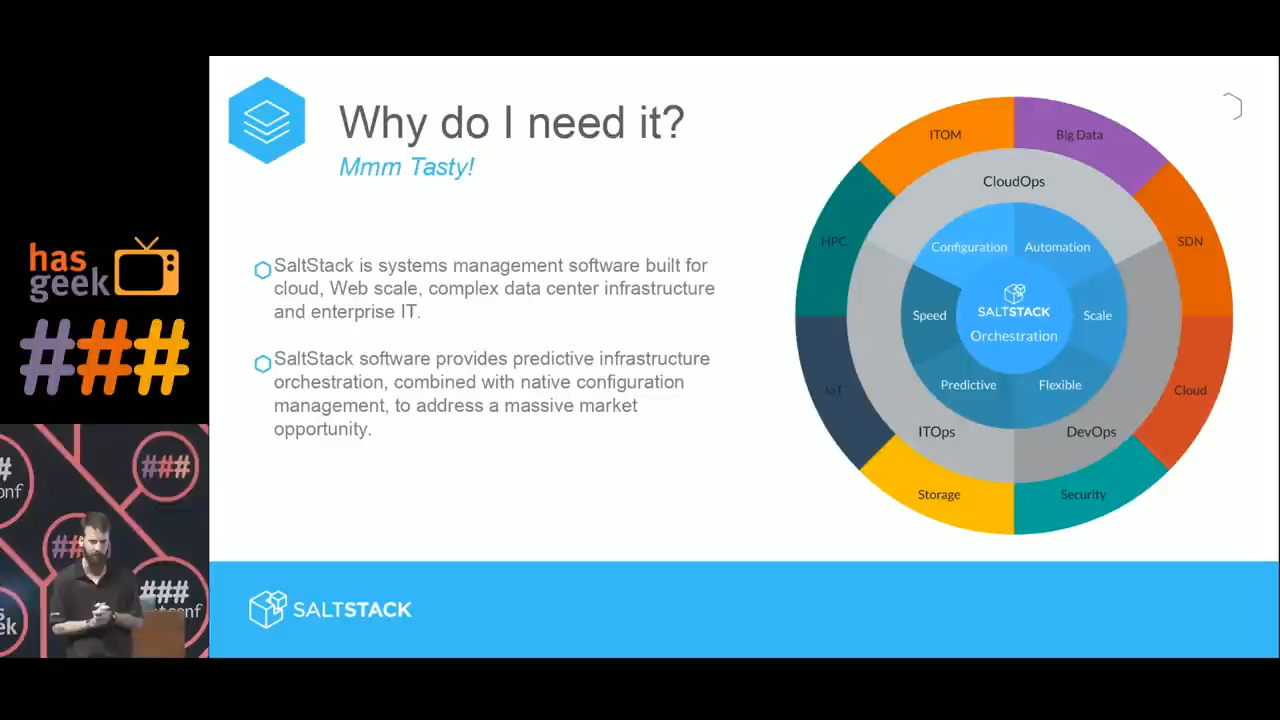 Why do I need it?
Mmm Tasty!
SaltStack is systems management software built for
cloud, Web scale, complex data center infrastructure
and enterprise IT.
SaltStack software provides predictive infrastructure
orchestration, combined with native configuration
management, to address a massive market
opportunity.
ITOM
Big Data
CloudOps
HPC
SDN
Configuration
Automation
SALTSTACK
Orchestration
Speed
Scale
Predictive
Flexible
IoT
Cloud
ITOps
DevOps
Storage
Security
SALTSTACK
has
geek
###
###
###